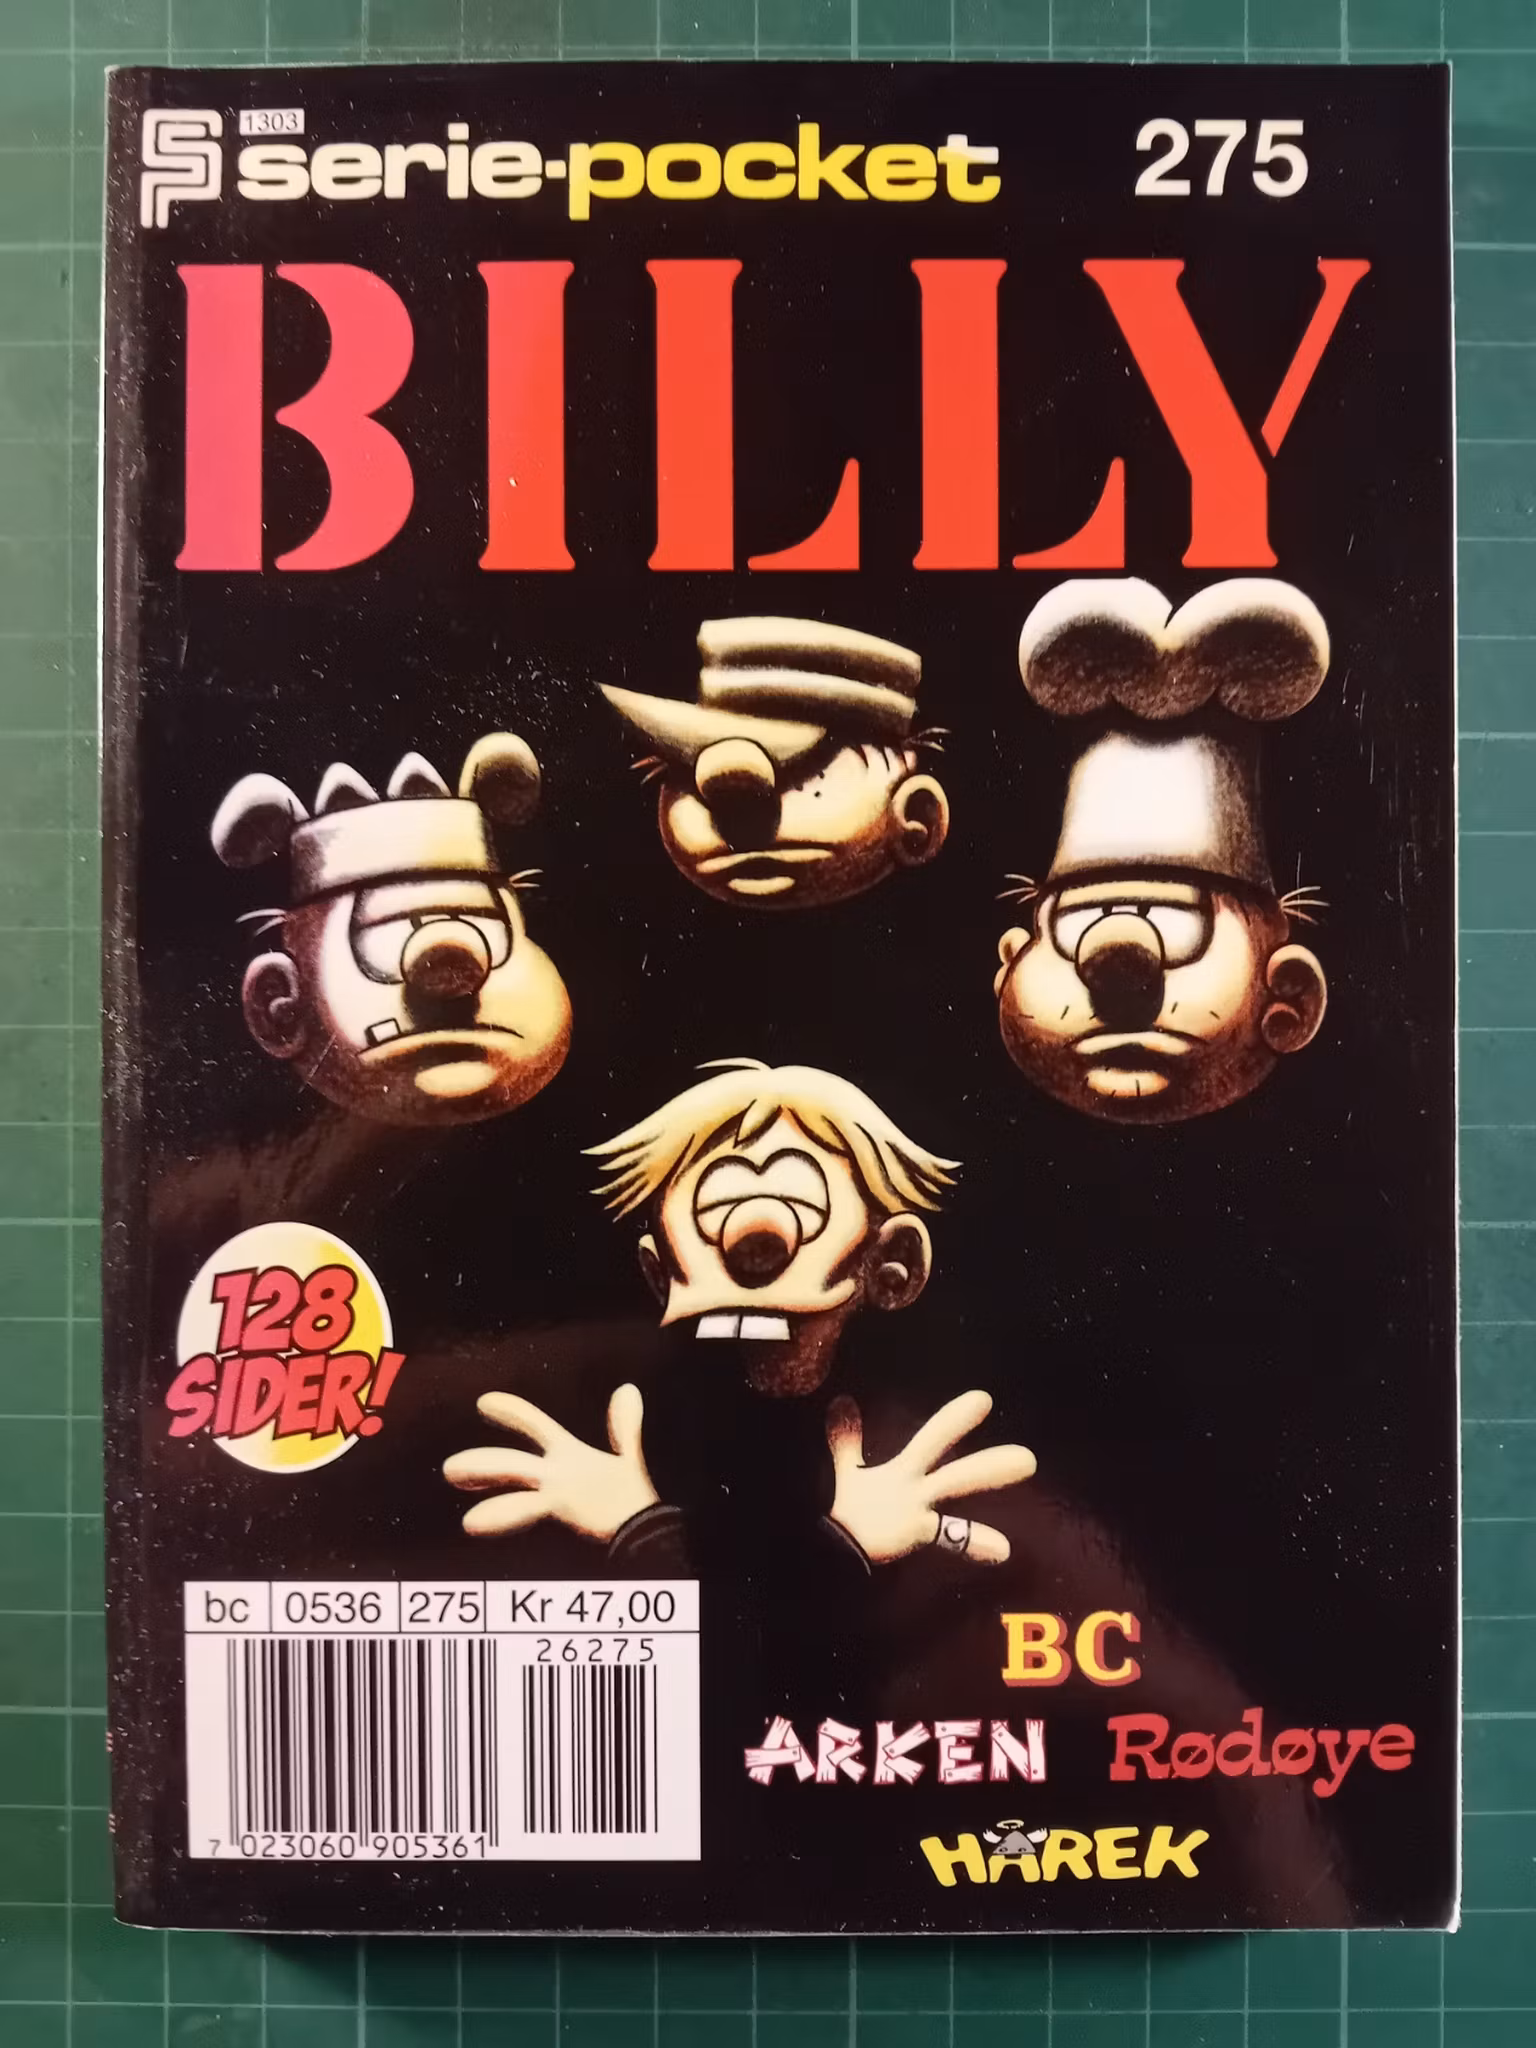 1303
serie-pocket 275
BILLY
128
SIDER!
bc 0536 275 Kr 47,00
26275
7 023060 905361
BC
ARKEN Rødøye
HÅREK